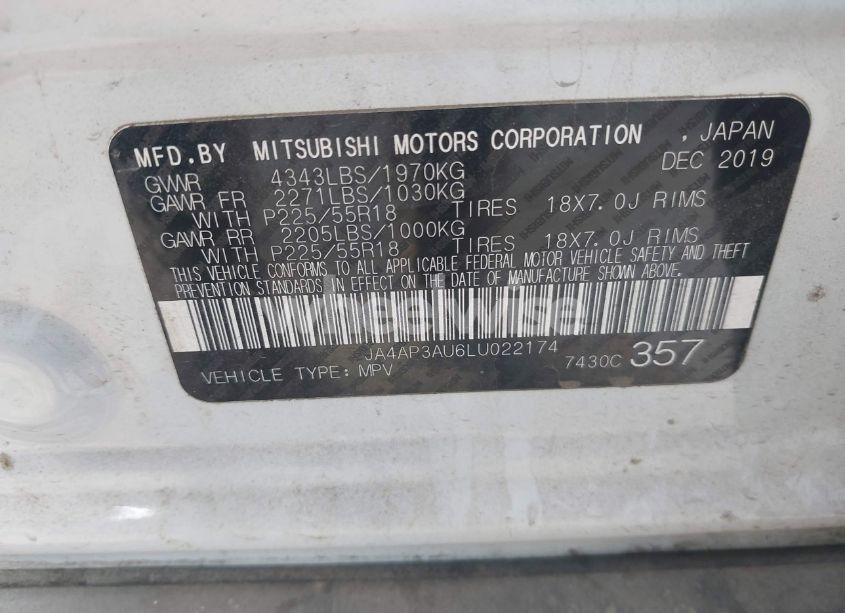 MFD.BY MITSUBISHI MOTORS CORPORATION , JAPAN
GVWR 4343LBS/1970KG DEC 2019
GAWR FR 2271LBS/1030KG
WITH P225/55R18 TIRES 18X7.0J RIMS
GAWR RR 2205LBS/1000KG
WITH P225/55R18 TIRES 18X7.0J RIMS
THIS VEHICLE CONFORMS TO ALL APPLICABLE FEDERAL MOTOR VEHICLE SAFETY AND THEFT
PREVENTION STANDARDS IN EFFECT ON THE DATE OF MANUFACTURE SHOWN ABOVE.
Wheelwise
JA4AP3AU6LU022174
VEHICLE TYPE: MPV 7430C 357